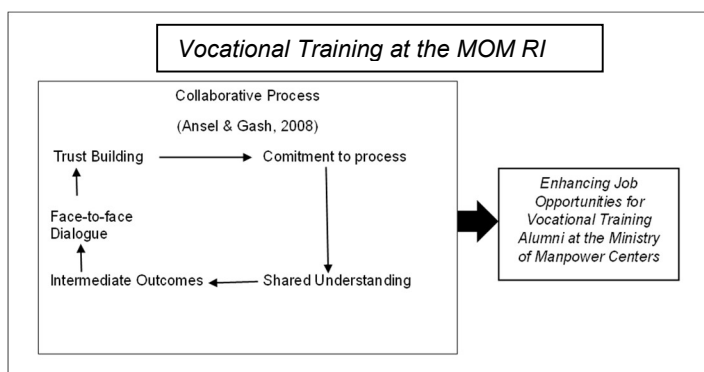 Vocational Training at the MOM RI
Collaborative Process
(Ansel & Gash, 2008)
Trust Building
Comitment to process
Face-to-face
Dialogue
Intermediate Outcomes
Shared Understanding
Enhancing Job
Opportunities for
Vocational Training
Alumni at the Ministry
of Manpower Centers